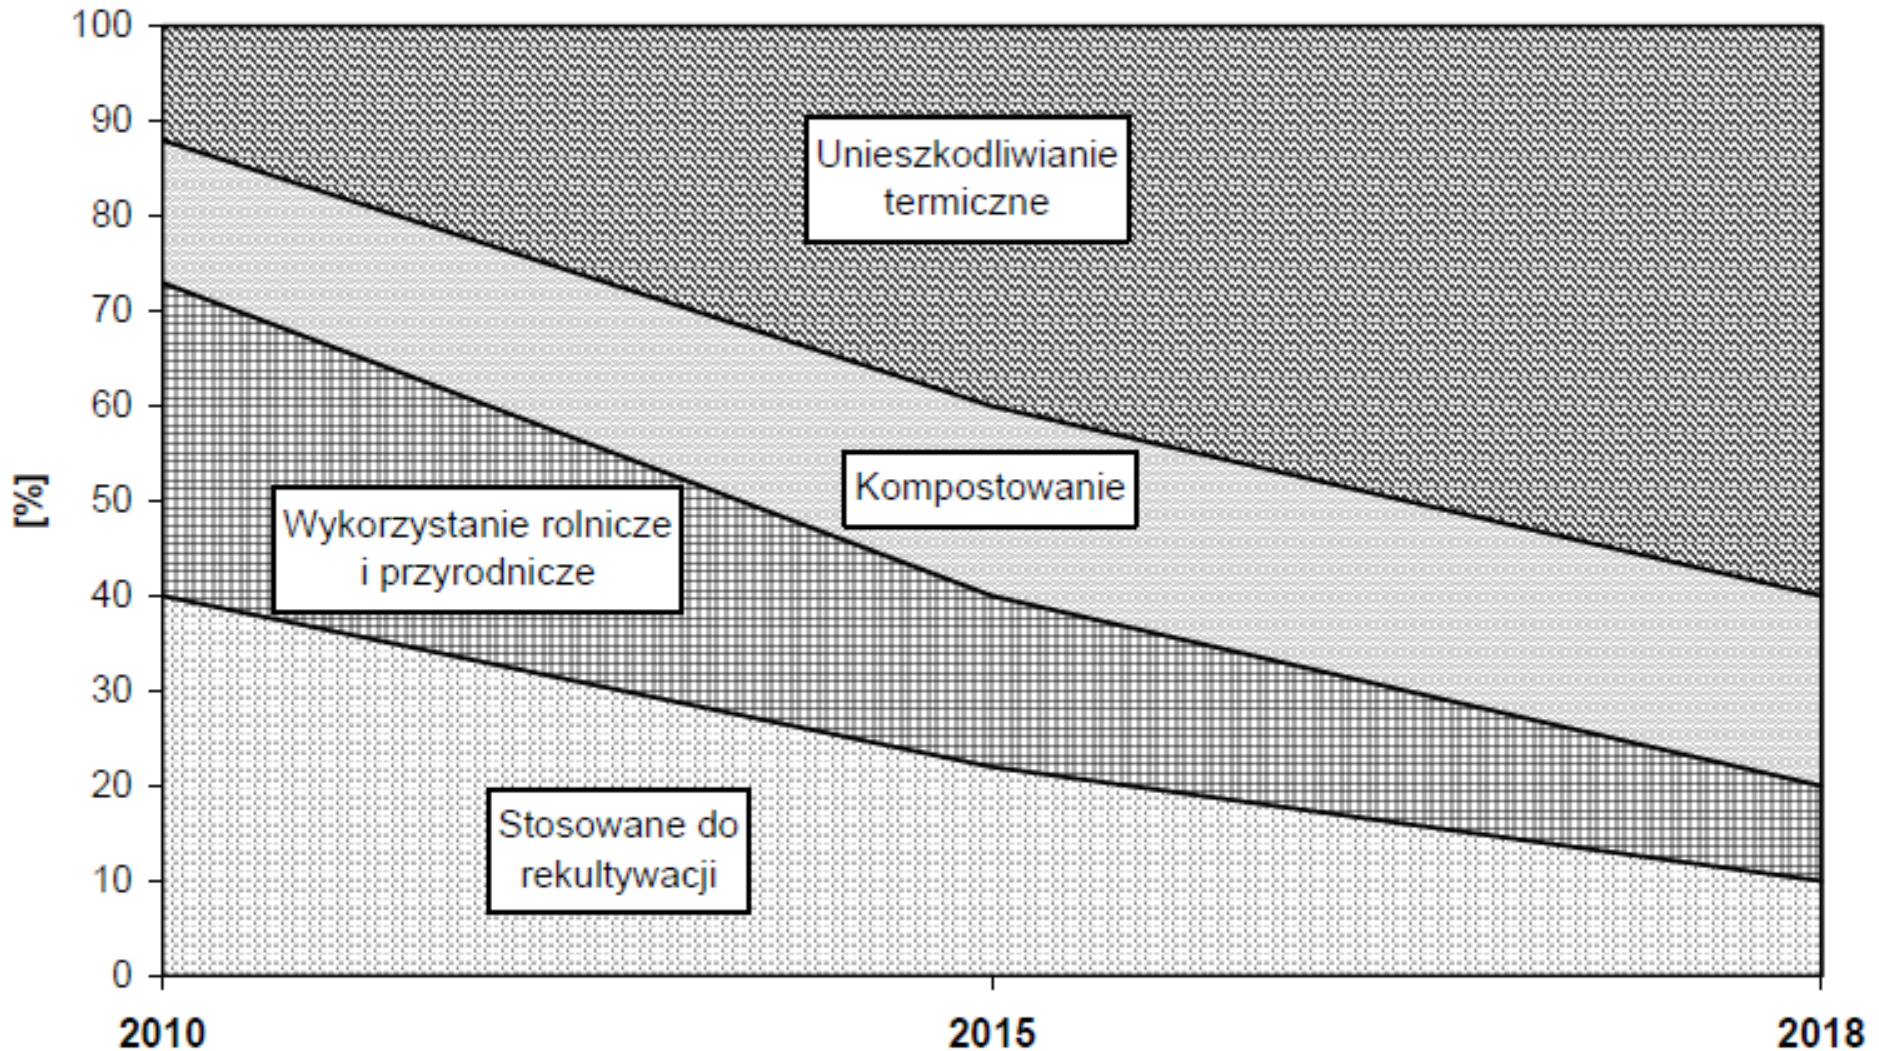 100
90
80
70
60
50
40
30
20
10
0
[%]
Unieszkodliwianie
termiczne
Kompostowanie
Wykorzystanie rolnicze
i przyrodnicze
Stosowane do
rekultywacji
2010
2015
2018